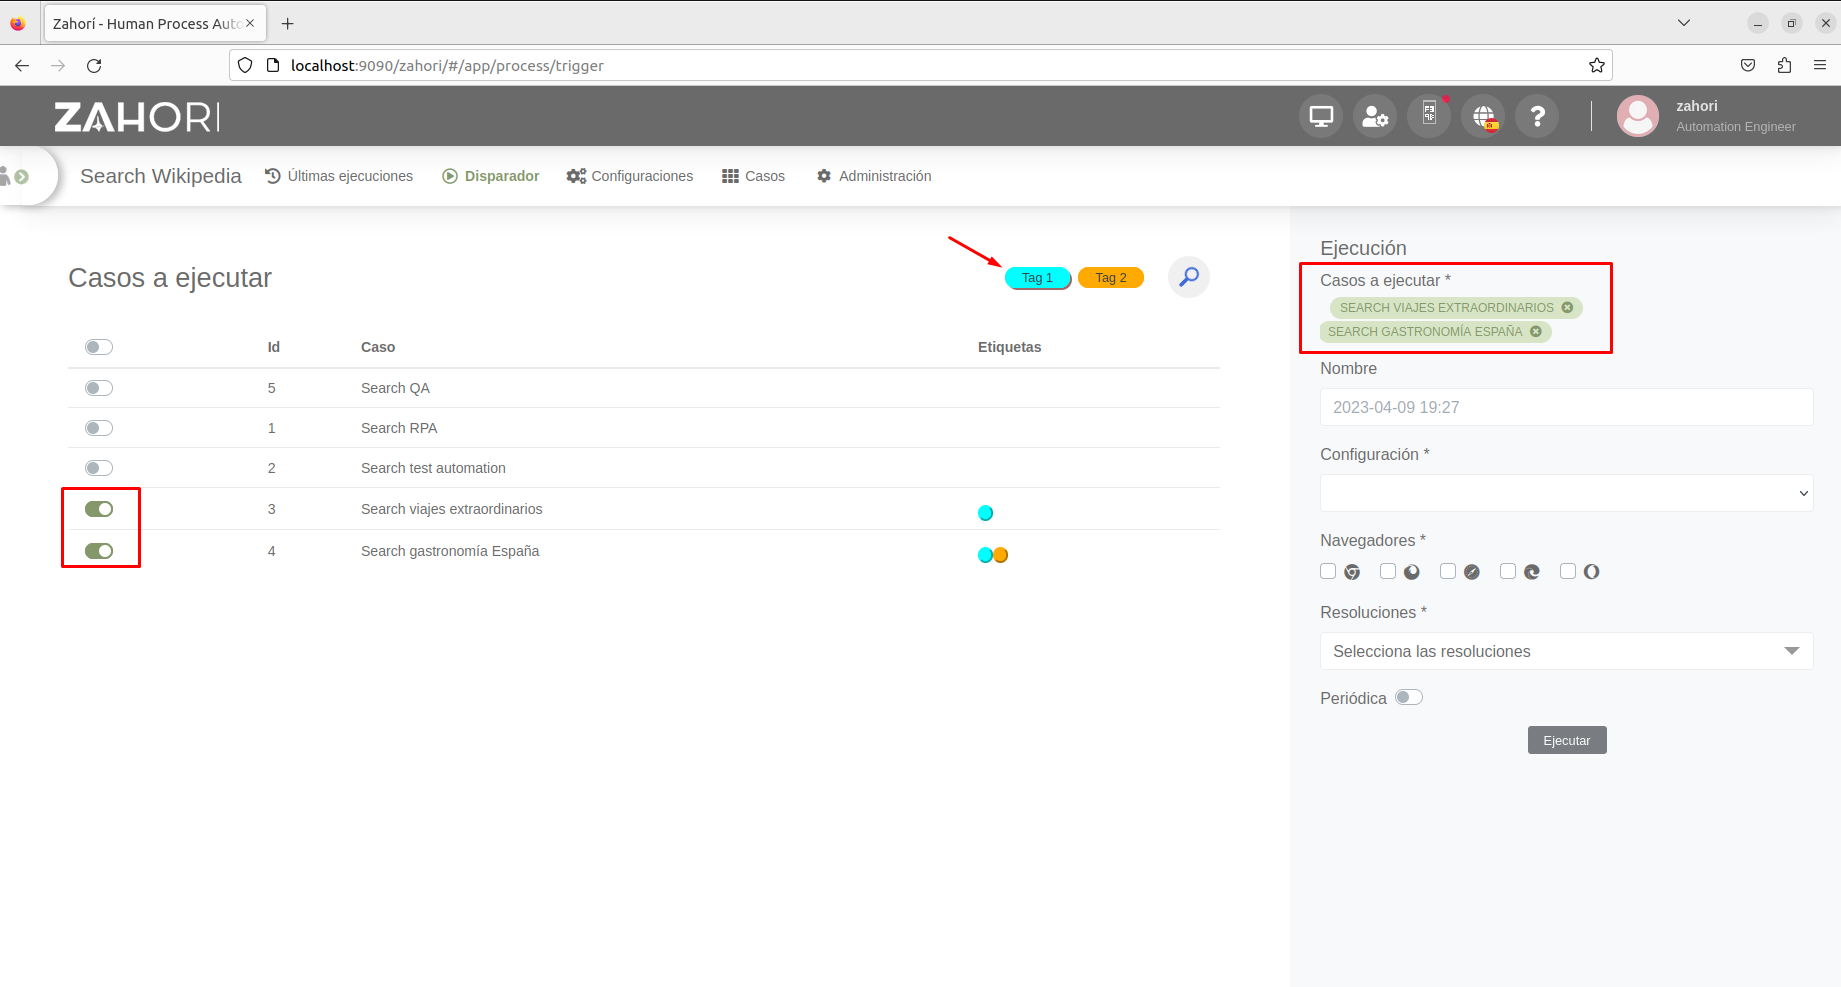 Zahorí - Human Process Auto
localhost:9090/zahori/#/app/process/trigger
ZAHORI
zahori
Automation Engineer
Search Wikipedia
Últimas ejecuciones
Disparador
Configuraciones
Casos
Administración
Casos a ejecutar
Tag 1
Tag 2
Id Caso Etiquetas
5 Search QA
1 Search RPA
2 Search test automation
3 Search viajes extraordinarios
4 Search gastronomía España
Ejecución
Casos a ejecutar *
SEARCH VIAJES EXTRAORDINARIOS
SEARCH GASTRONOMÍA ESPAÑA
Nombre
2023-04-09 19:27
Configuración *
Navegadores *
Resoluciones *
Selecciona las resoluciones
Periódica
Ejecutar